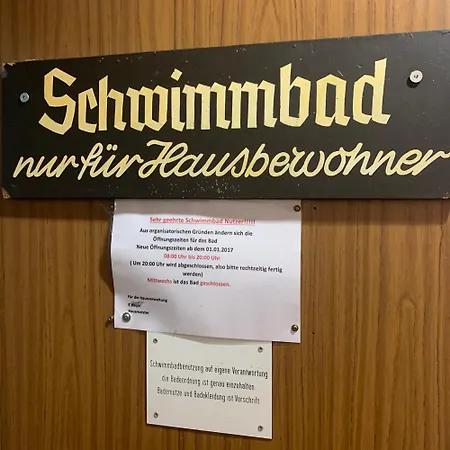 Schwimmbad
nur für Hausbewohner
Sehr geehrte Schwimmbad Nutzer!!!!!
Aus organisatorischen Gründen ändern sich die
Öffnungszeiten für das Bad
Neue Öffnungszeiten ab dem 01.01.2017
08:00 Uhr bis 20:00 Uhr
( Um 20:00 Uhr wird abgeschlossen, also bitte rechtzeitig fertig
werden)
Mittwochs ist das Bad geschlossen.
Für die Hausverwaltung
Hausmeister
Schwimmbadbenutzung auf eigene Verantwortung
die Badeordnung ist genau einzuhalten
Bademütze und Badekleidung ist Vorschrift